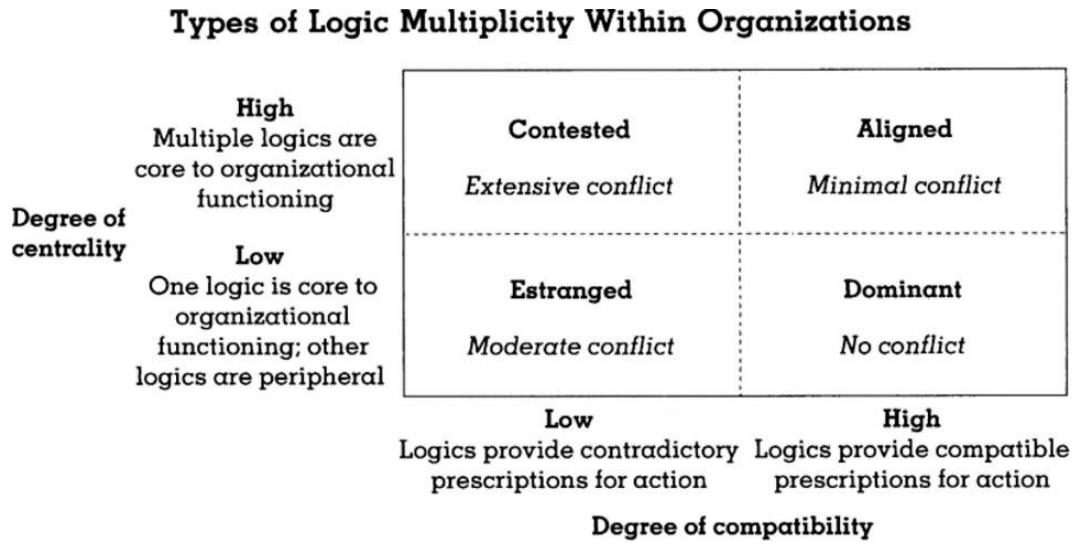 Types of Logic Multiplicity Within Organizations
High
Multiple logics are
core to organizational
functioning
Degree of
centrality
Low
One logic is core to
organizational
functioning; other
logics are peripheral
Contested
Extensive conflict
Aligned
Minimal conflict
Estranged
Moderate conflict
Dominant
No conflict
Low
Logics provide contradictory
prescriptions for action
High
Logics provide compatible
prescriptions for action
Degree of compatibility